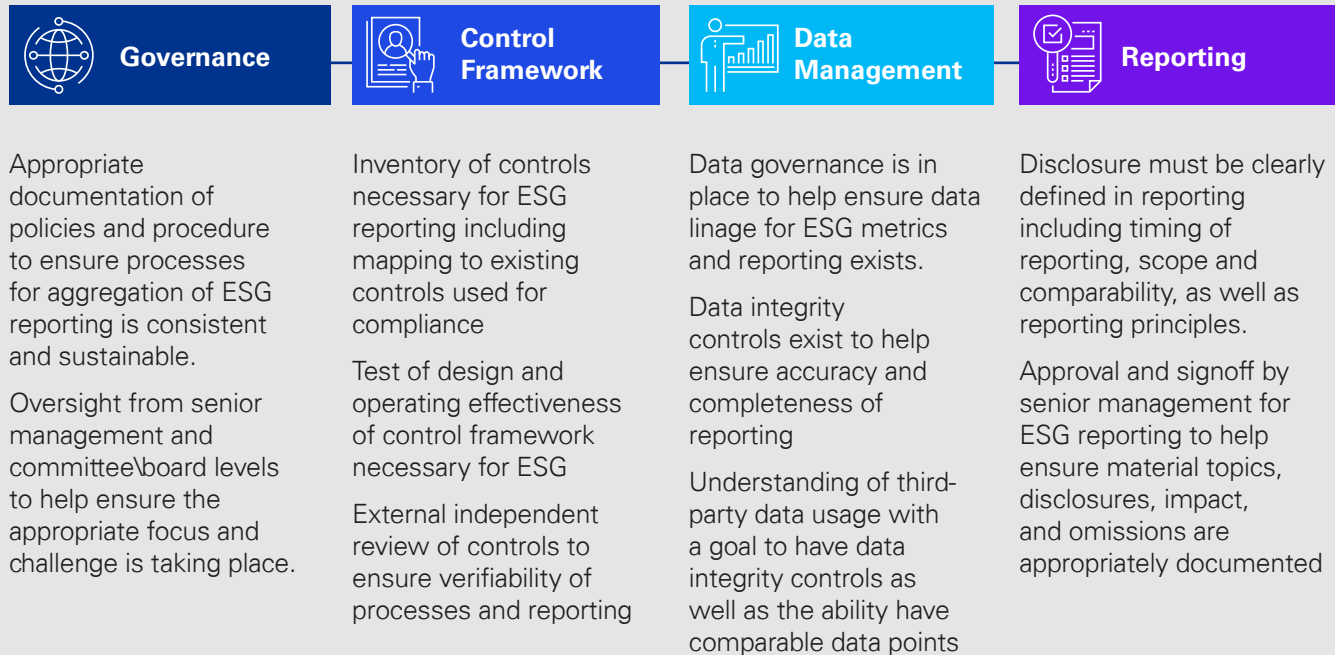 Governance
Appropriate
documentation of
policies and procedure
to ensure processes
for aggregation of ESG
reporting is consistent
and sustainable.
Oversight from senior
management and
committee\board levels
to help ensure the
appropriate focus and
challenge is taking place.
Control
Framework
Inventory of controls
necessary for ESG
reporting including
mapping to existing
controls used for
compliance
Test of design and
operating effectiveness
of control framework
necessary for ESG
External independent
review of controls to
ensure verifiability of
processes and reporting
Data
Management
Data governance is in
place to help ensure data
linage for ESG metrics
and reporting exists.
Data integrity
controls exist to help
ensure accuracy and
completeness of
reporting
Understanding of third-
party data usage with
a goal to have data
integrity controls as
well as the ability have
comparable data points
Reporting
Disclosure must be clearly
defined in reporting
including timing of
reporting, scope and
comparability, as well as
reporting principles.
Approval and signoff by
senior management for
ESG reporting to help
ensure material topics,
disclosures, impact,
and omissions are
appropriately documented